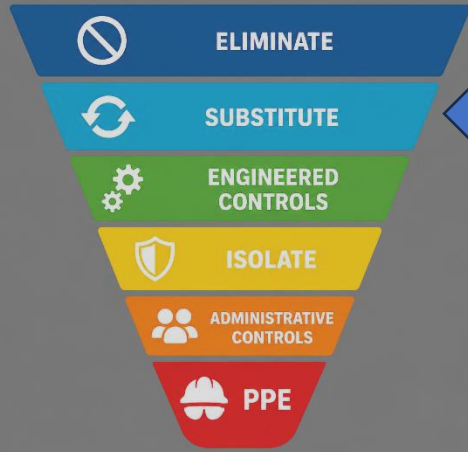 ELIMINATE
SUBSTITUTE
ENGINEERED
CONTROLS
ISOLATE
ADMINISTRATIVE
CONTROLS
PPE